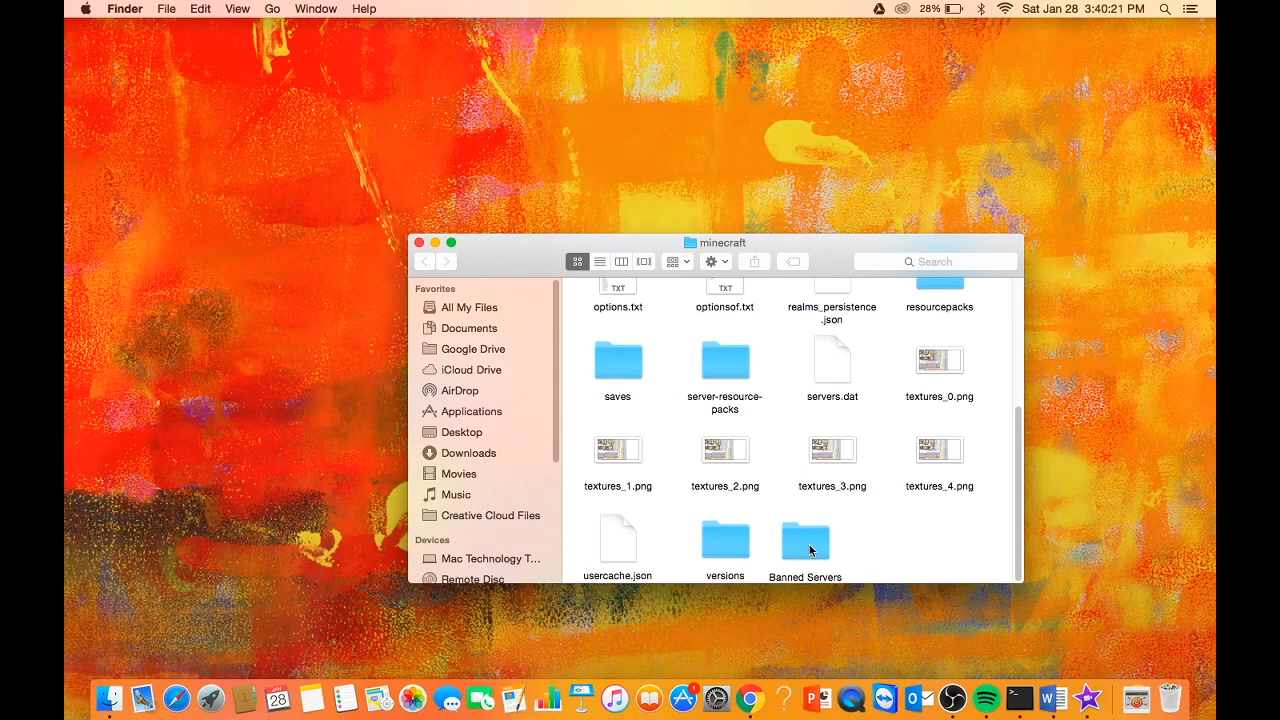 Finder File Edit View Go Window Help 28% Sat Jan 28 3:40:21 PM
minecraft
Search
Favorites
All My Files
Documents
Google Drive
iCloud Drive
AirDrop
Applications
Desktop
Downloads
Movies
Music
Creative Cloud Files
Devices
Mac Technology T...
Remote Disc
TXT TXT
options.txt optionsof.txt realms_persistence resourcepacks
.json
saves server-resource- servers.dat textures_0.png
packs
textures_1.png textures_2.png textures_3.png textures_4.png
usercache.json versions Banned Servers
JAN
28
1
?
P
O
W